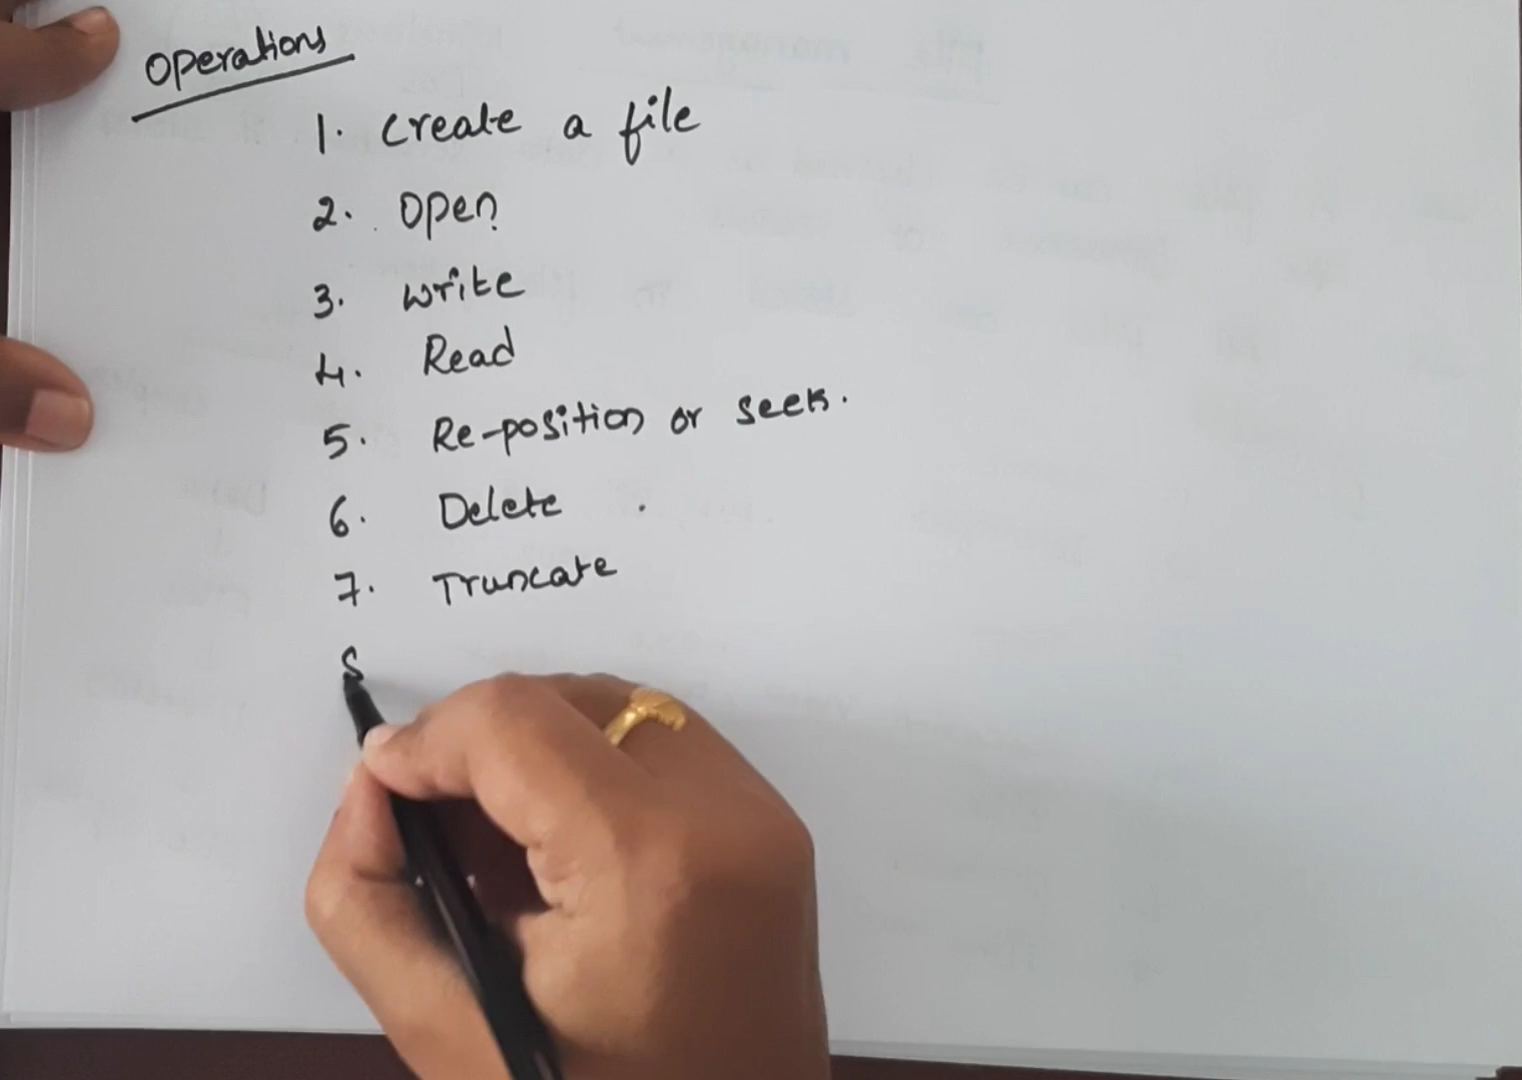 Operations
1. Create a file
2. Open
3. Write
4. Read
5. Re-position or seek.
6. Delete .
7. Truncate